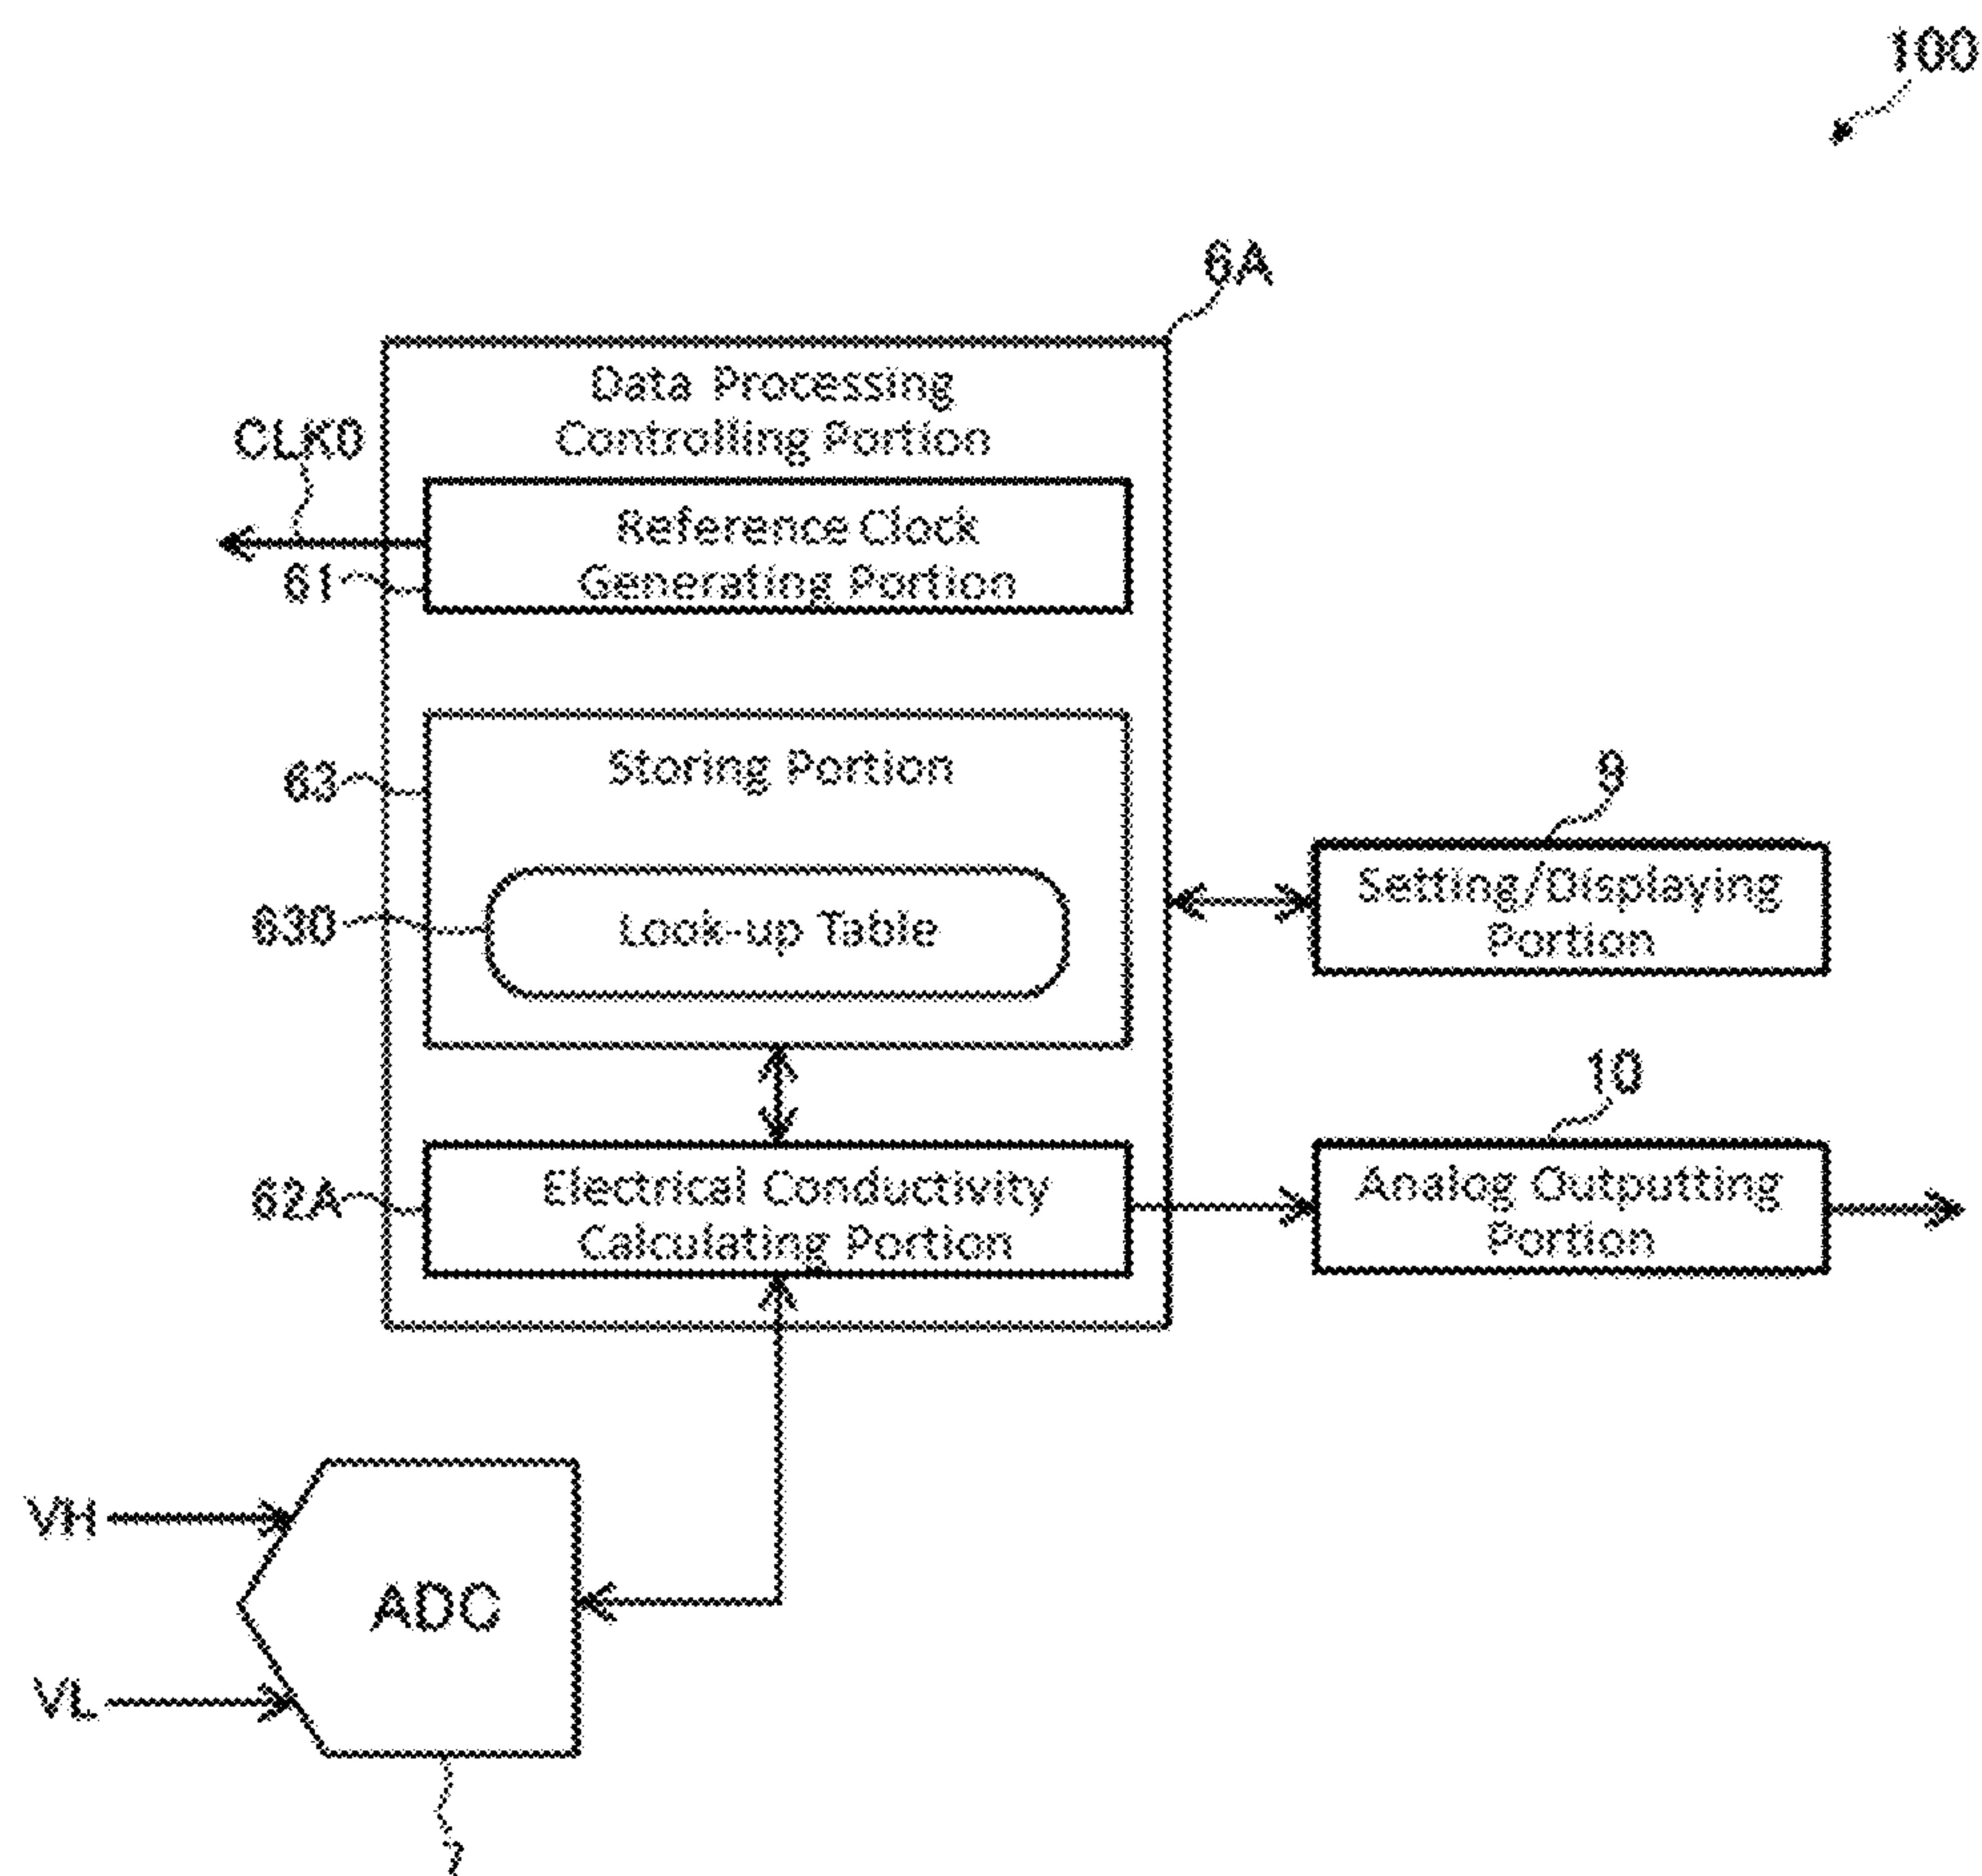 100
6A
Data Processing
Controlling Portion
CLK0
Reference Clock
Generating Portion
61
Storing Portion
63
Look-up Table
630
9
Setting/Displaying
Portion
10
Electrical Conductivity
Calculating Portion
62A
Analog Outputting
Portion
VH
ADC
VL